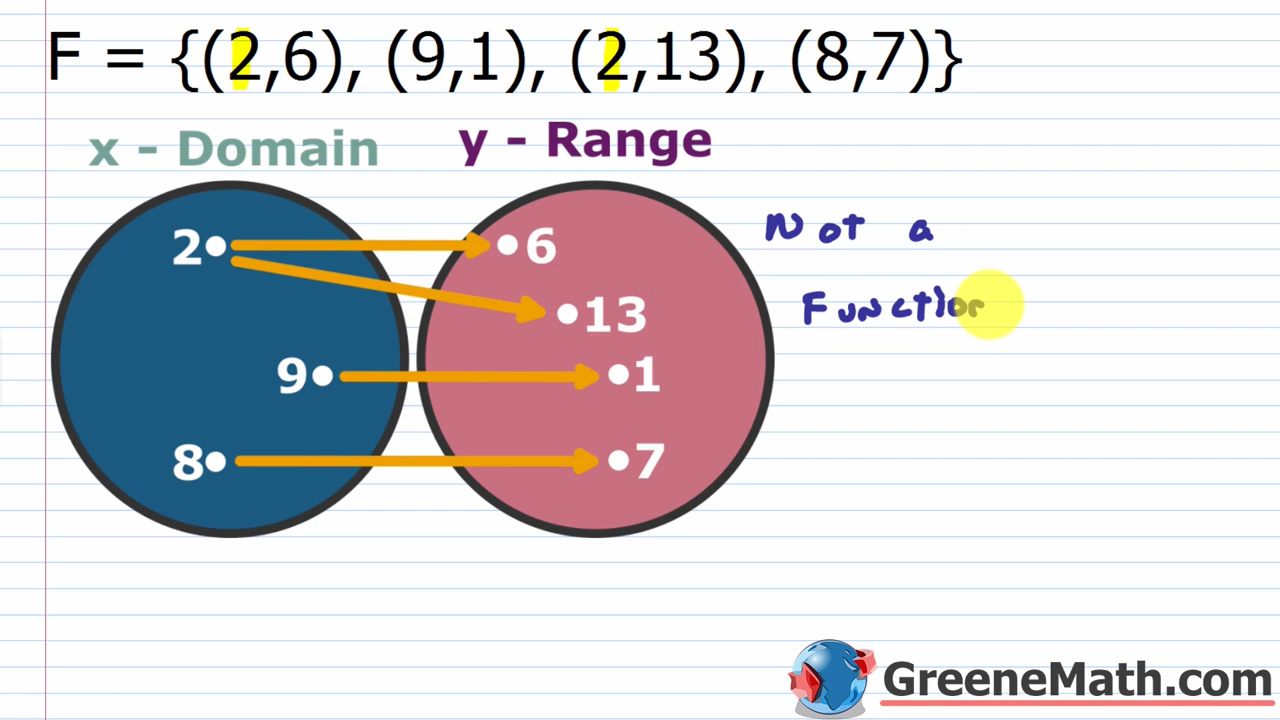 F = {(2,6), (9,1), (2,13), (8,7)}
x - Domain
y - Range
2
6
13
9
1
8
7
Not a
Function
GreeneMath.com